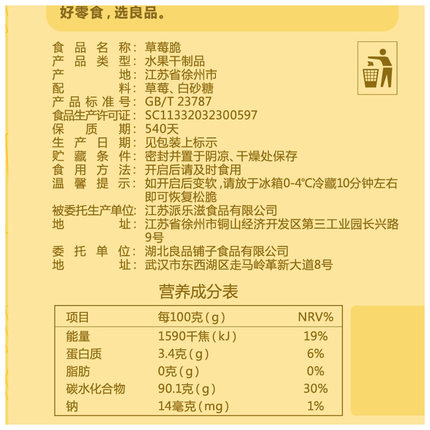 好零食,选良品。
食品名称:草莓脆
产品类型:水果干制品
产地:江苏省徐州市
配料:草莓、白砂糖
产品标准号:GB/T 23787
食品生产许可证:SC11332032300597
保质期:540天
生产日期:见包装上标示
贮藏条件:密封并置于阴凉、干燥处保存
食用方法:开启后请及时食用
温馨提示:如开启后变软,请放于冰箱0-4℃冷藏10分钟左右
即可恢复松脆
被委托生产单位:江苏派乐滋食品有限公司
地址:江苏省徐州市铜山经济开发区第三工业园长兴路
9号
委托单位:湖北良品铺子食品有限公司
地址:武汉市东西湖区走马岭革新大道8号
营养成分表
项目 每100克(g) NRV%
能量 1590千焦(kJ) 19%
蛋白质 3.4克(g) 6%
脂肪 0克(g) 0%
碳水化合物 90.1克(g) 30%
钠 14毫克(mg) 1%